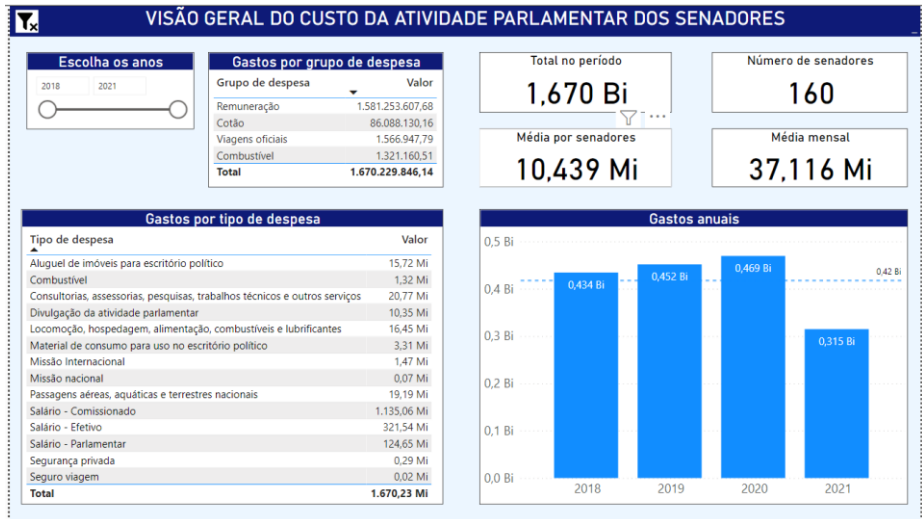 VISÃO GERAL DO CUSTO DA ATIVIDADE PARLAMENTAR DOS SENADORES
Escolha os anos
2018 2021
Gastos por grupo de despesa
Grupo de despesa Valor
Remuneração 1.581.253.607,68
Cotão 86.088.130,16
Viagens oficiais 1.566.947,79
Combustível 1.321.160,51
Total 1.670.229.846,14
Total no período
1,670 Bi
Número de senadores
160
Média por senadores
10,439 Mi
Média mensal
37,116 Mi
Gastos por tipo de despesa
Tipo de despesa Valor
Aluguel de imóveis para escritório político 15,72 Mi
Combustível 1,32 Mi
Consultorias, assessorias, pesquisas, trabalhos técnicos e outros serviços 20,77 Mi
Divulgação da atividade parlamentar 10,35 Mi
Locomoção, hospedagem, alimentação, combustíveis e lubrificantes 16,45 Mi
Material de consumo para uso no escritório político 3,31 Mi
Missão Internacional 1,47 Mi
Missão nacional 0,07 Mi
Passagens aéreas, aquáticas e terrestres nacionais 19,19 Mi
Salário - Comissionado 1.135,06 Mi
Salário - Efetivo 321,54 Mi
Salário - Parlamentar 124,65 Mi
Segurança privada 0,29 Mi
Seguro viagem 0,02 Mi
Total 1.670,23 Mi
Gastos anuais
0,5 Bi
0,4 Bi
0,3 Bi
0,2 Bi
0,1 Bi
0,0 Bi
0,434 Bi
0,452 Bi
0,469 Bi
0,315 Bi
0,42 Bi
2018 2019 2020 2021